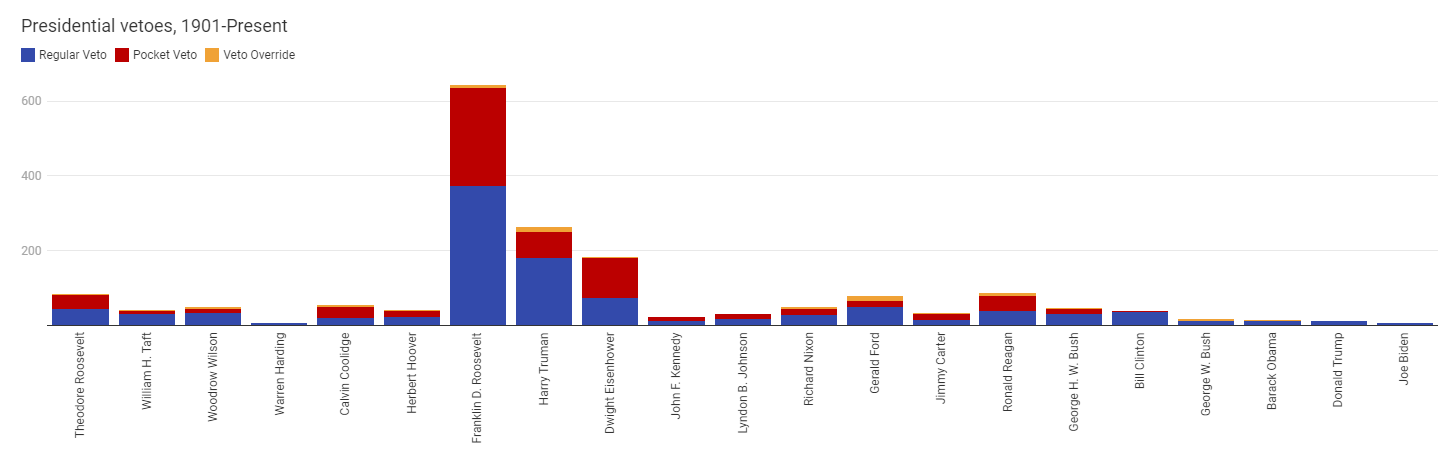 Presidential vetoes, 1901-Present
Regular Veto Pocket Veto Veto Override
600
400
200
Theodore Roosevelt
William H. Taft
Woodrow Wilson
Warren Harding
Calvin Coolidge
Herbert Hoover
Franklin D. Roosevelt
Harry Truman
Dwight Eisenhower
John F. Kennedy
Lyndon B. Johnson
Richard Nixon
Gerald Ford
Jimmy Carter
Ronald Reagan
George H. W. Bush
Bill Clinton
George W. Bush
Barack Obama
Donald Trump
Joe Biden